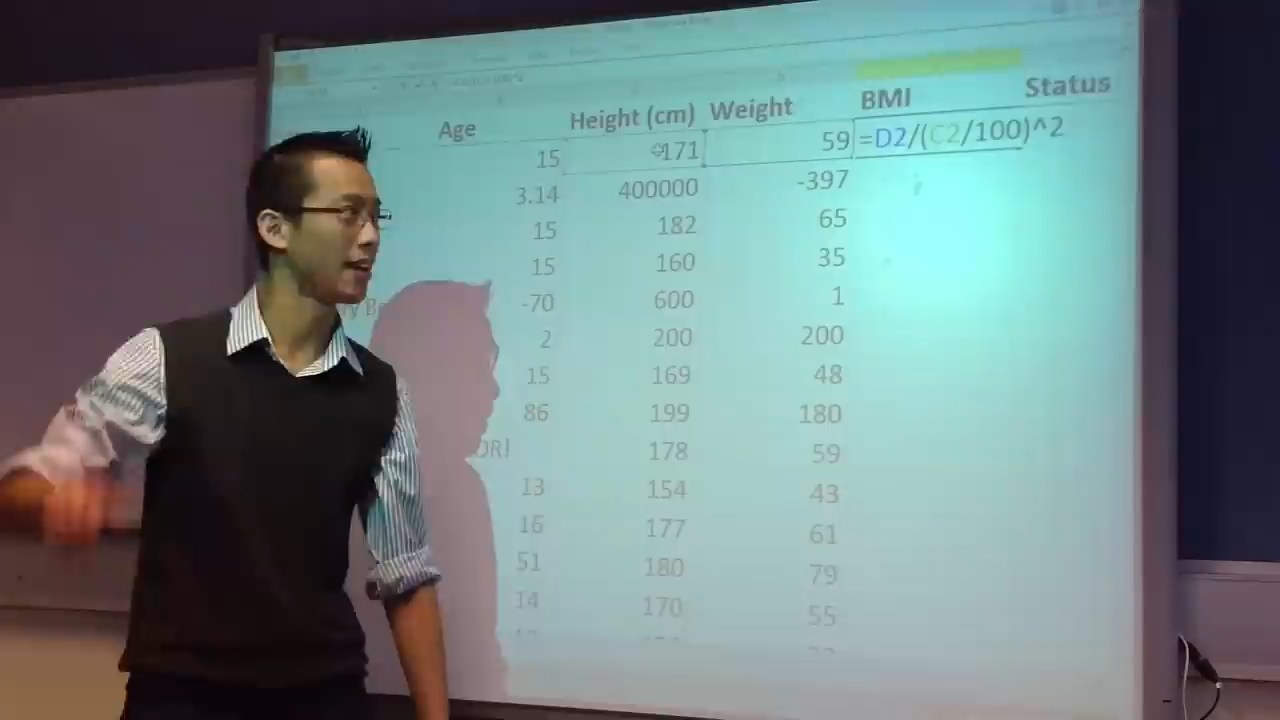 Age Height (cm) Weight BMI Status
15 171 59 =D2/(C2/100)^2
3.14 400000 -397
15 182 65
15 160 35
-70 600 1
2 200 200
15 169 48
86 199 180
178 59
13 154 43
16 177 61
51 180 79
14 170 55